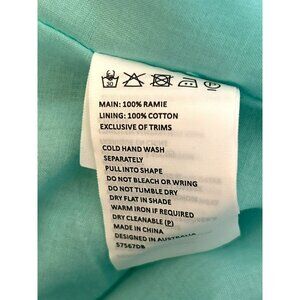 30
MAIN: 100% RAMIE
LINING: 100% COTTON
EXCLUSIVE OF TRIMS
COLD HAND WASH
SEPARATELY
PULL INTO SHAPE
DO NOT BLEACH OR WRING
DO NOT TUMBLE DRY
DRY FLAT IN SHADE
WARM IRON IF REQUIRED
DRY CLEANABLE (P)
MADE IN CHINA
DESIGNED IN AUSTRALIA
57567DB